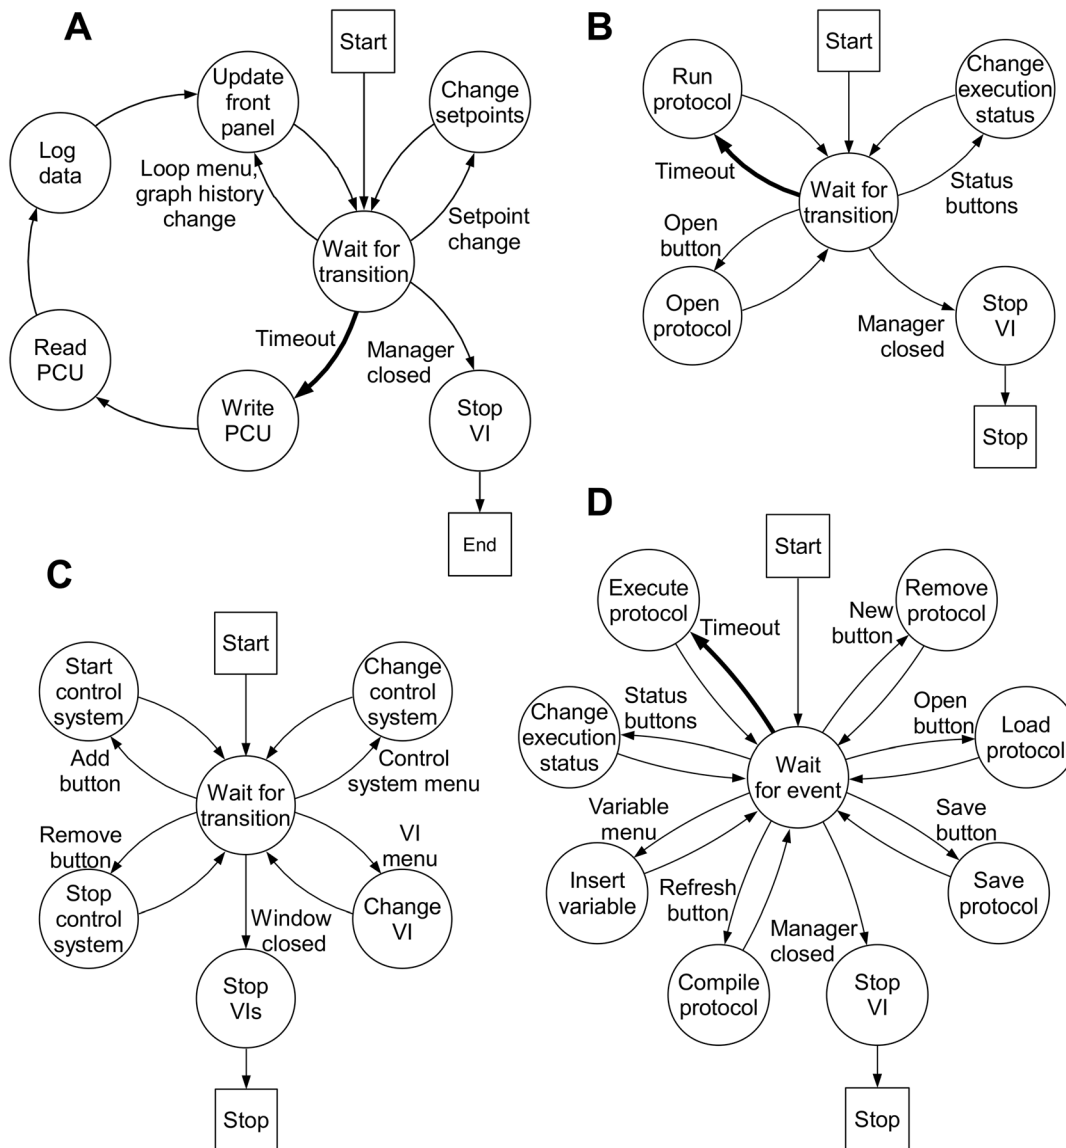 A
Start
Update
front
panel
Change
setpoints
Log
data
Loop menu,
graph history
change
Setpoint
change
Wait for
transition
Timeout
Manager
closed
Read
PCU
Write
PCU
Stop
VI
End
B
Start
Run
protocol
Change
execution
status
Timeout
Wait for
transition
Status
buttons
Open
button
Open
protocol
Manager
closed
Stop
VI
Stop
C
Start
Start
control
system
Change
control
system
Add
button
Control
system menu
Wait for
transition
Remove
button
VI
menu
Stop
control
system
Window
closed
Change
VI
Stop
VIs
Stop
D
Start
Execute
protocol
Timeout
New
button
Remove
protocol
Status
buttons
Change
execution
status
Open
button
Load
protocol
Wait
for event
Variable
menu
Save
button
Insert
variable
Refresh
button
Save
protocol
Manager
closed
Compile
protocol
Stop
VI
Stop